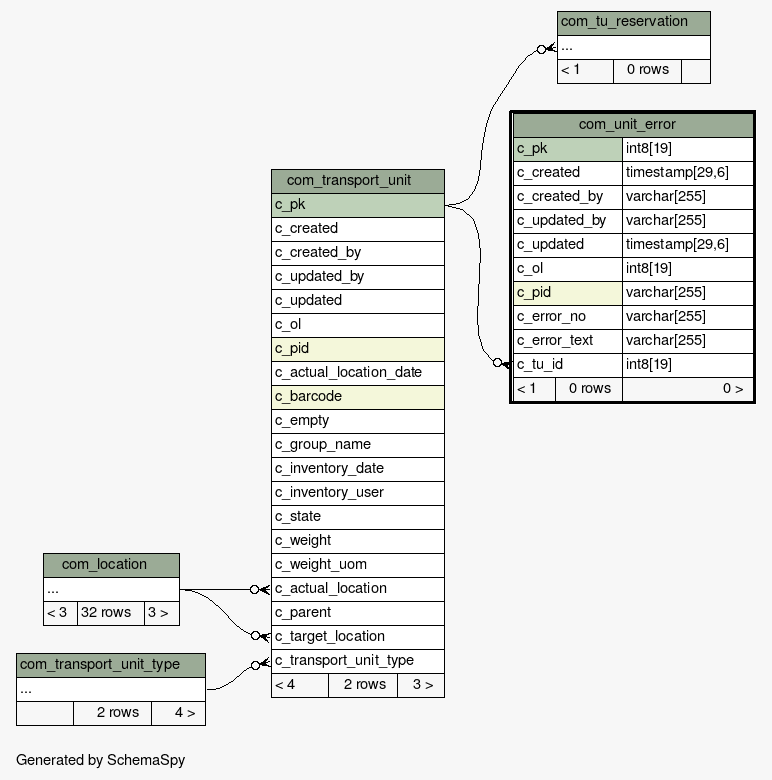 com_tu_reservation
...
< 1 0 rows
com_unit_error
c_pk int8[19]
c_created timestamp[29,6]
c_created_by varchar[255]
c_updated_by varchar[255]
c_updated timestamp[29,6]
c_ol int8[19]
c_pid varchar[255]
c_error_no varchar[255]
c_error_text varchar[255]
c_tu_id int8[19]
< 1 0 rows 0 >
com_transport_unit
c_pk
c_created
c_created_by
c_updated_by
c_updated
c_ol
c_pid
c_actual_location_date
c_barcode
c_empty
c_group_name
c_inventory_date
c_inventory_user
c_state
c_weight
c_weight_uom
c_actual_location
c_parent
c_target_location
c_transport_unit_type
< 4 2 rows 3 >
com_location
...
< 3 32 rows 3 >
com_transport_unit_type
...
2 rows 4 >
Generated by SchemaSpy